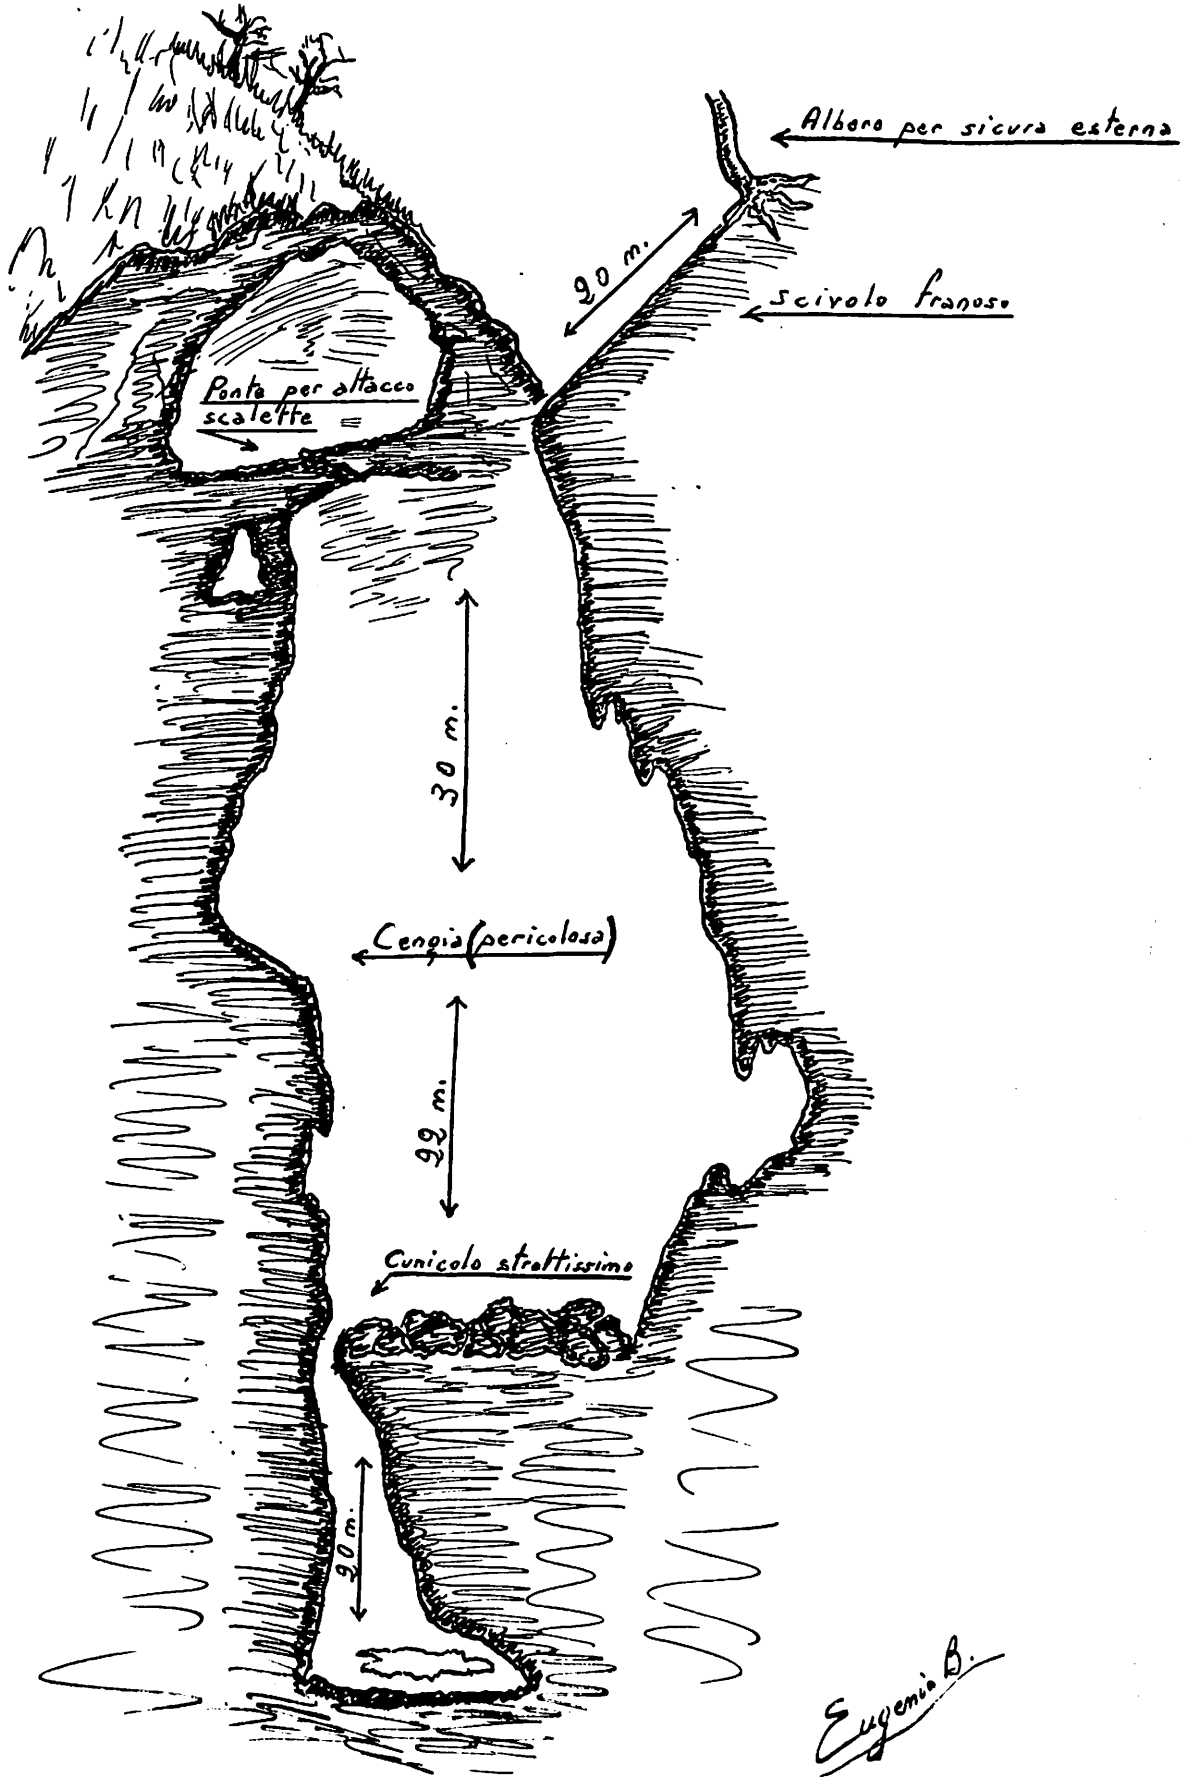 Albero per sicura esterna
20 m.
scivolo franoso
Ponte per attacco
scalette
30 m.
Cengia (pericolosa)
22 m.
Cunicolo strettissimo
20 m.
Eugenio B.